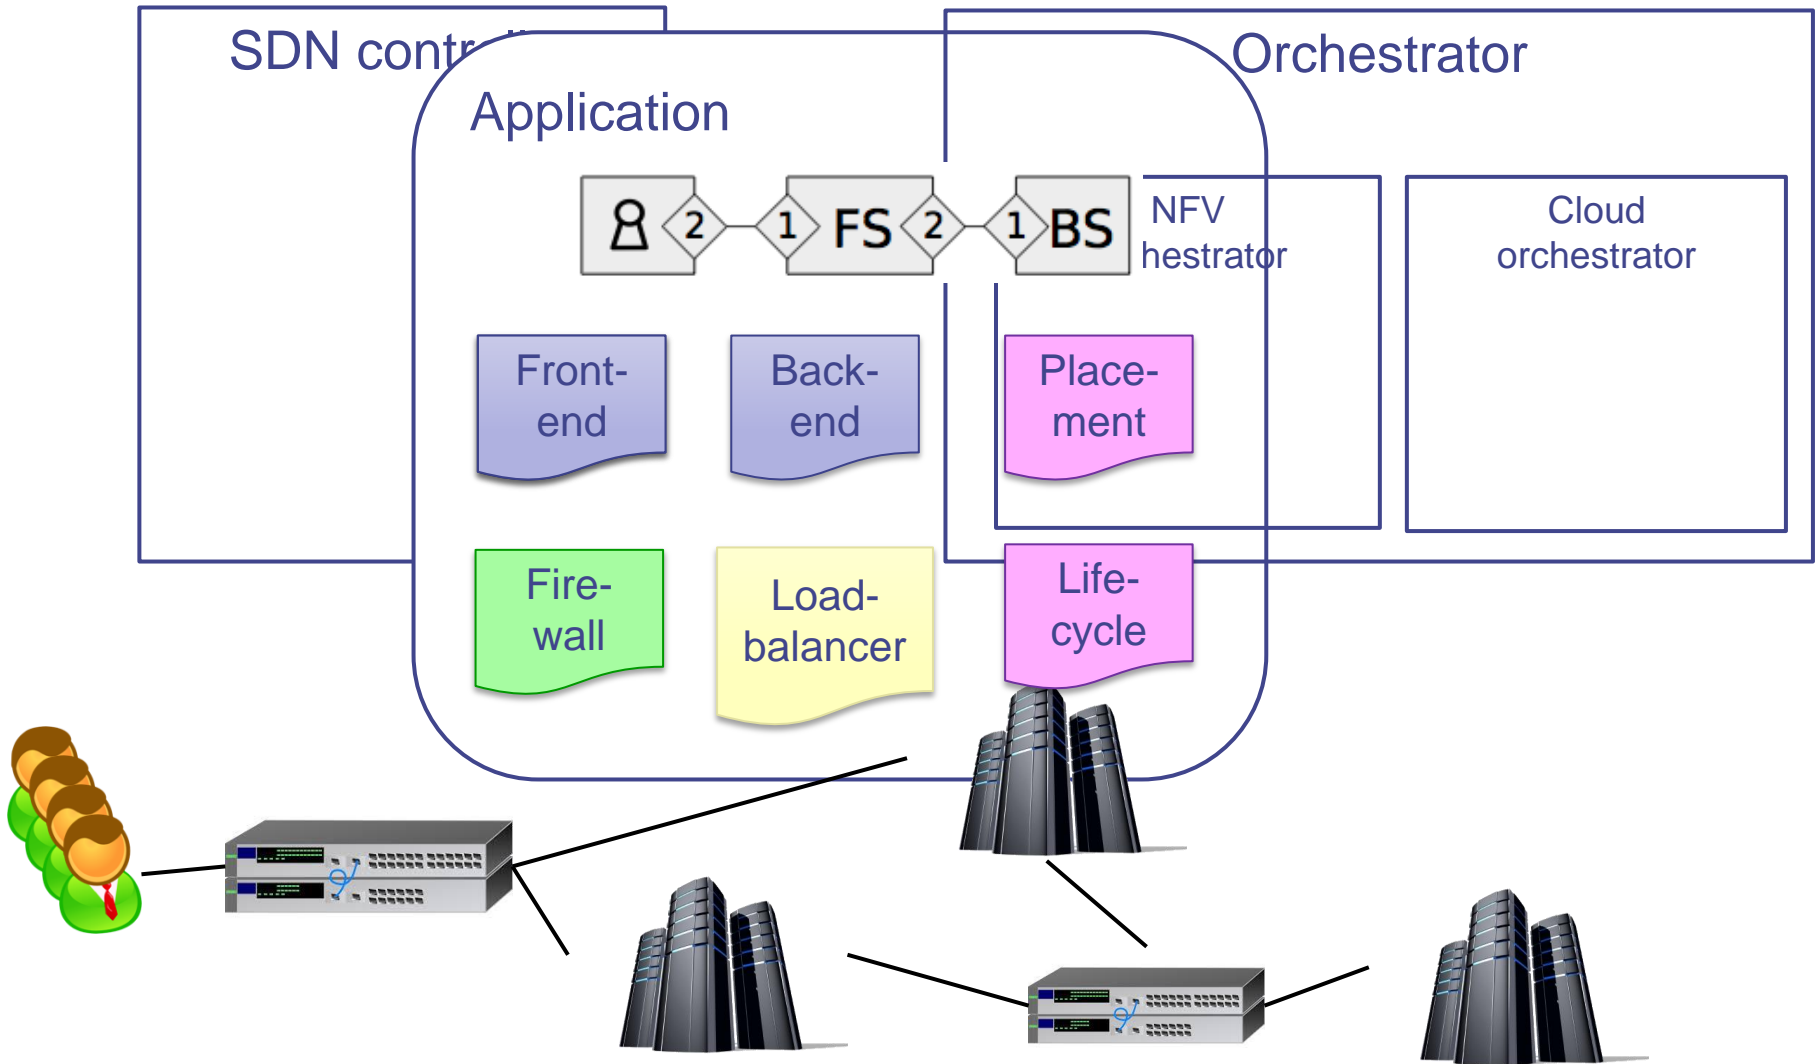 SDN contr
Orchestrator
Application
2 1 FS 2 1 BS
NFV
hestrator
Cloud
orchestrator
Front-
end
Back-
end
Place-
ment
Fire-
wall
Load-
balancer
Life-
cycle